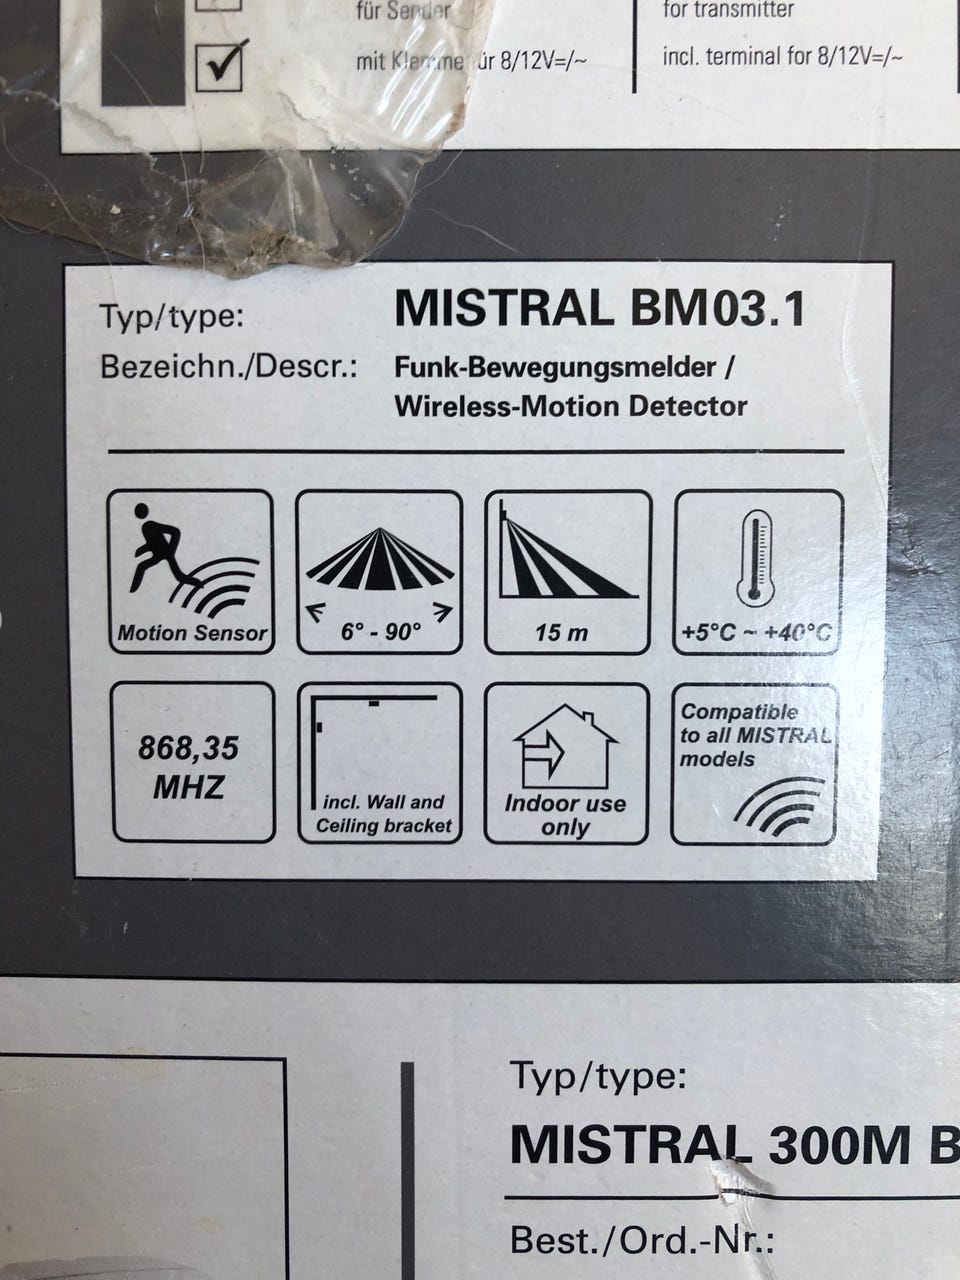 für Sender
for transmitter
mit Klemme für 8/12V=/~
incl. terminal for 8/12V=/~
Typ/type: MISTRAL BM03.1
Bezeichn./Descr.: Funk-Bewegungsmelder /
Wireless-Motion Detector
Motion Sensor
6° - 90°
15 m
+5°C ~ +40°C
868,35
MHZ
incl. Wall and
Ceiling bracket
Indoor use
only
Compatible
to all MISTRAL
models
Typ/type:
MISTRAL 300M B
Best./Ord.-Nr.: